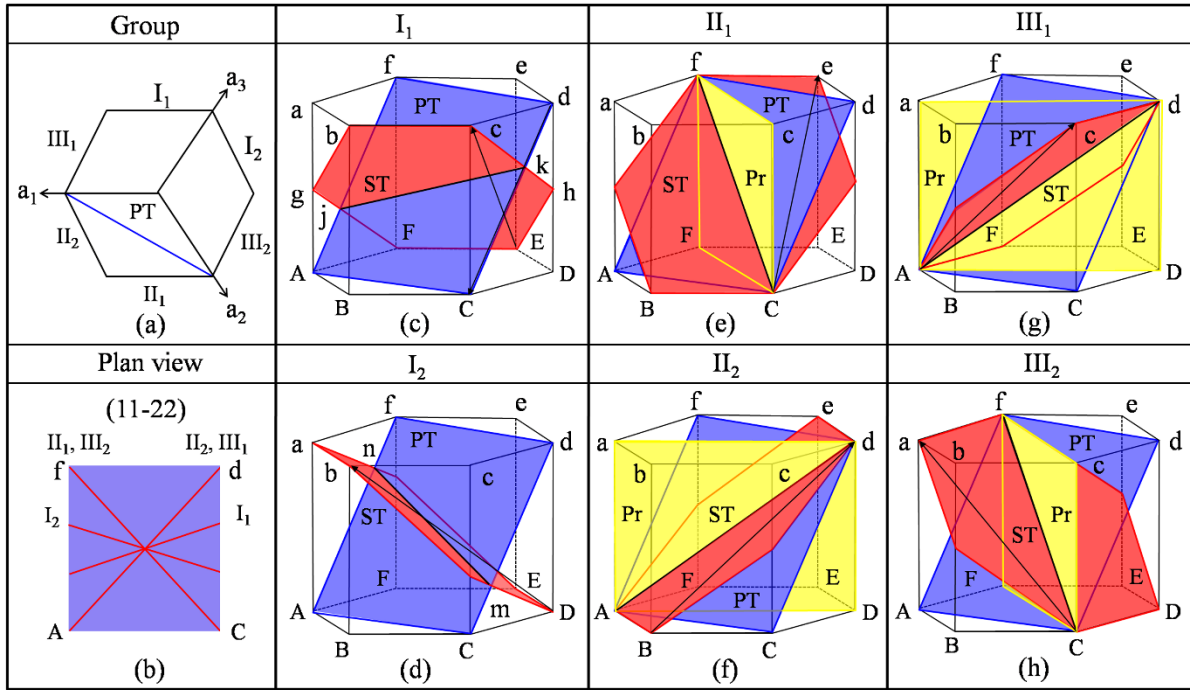 Group
I₁
II₁
III₁
a₃
I₁
III₁
I₂
a₁
PT
II₂
III₂
II₁
a₂
(a)
f
e
a
PT
d
b
c
k
g
ST
h
j
F
E
A
D
B
C
(c)
f
e
a
PT
d
b
c
ST
Pr
F
E
A
D
B
C
(e)
f
e
a
d
b
PT
c
Pr
ST
F
E
A
D
B
C
(g)
Plan view
I₂
II₂
III₂
(11-22)
II₁, III₂
II₂, III₁
f
d
I₂
I₁
A
C
(b)
f
e
a
PT
d
n
b
c
ST
F
E
A
m
D
B
C
(d)
f
e
a
d
b
c
Pr
ST
F
E
A
PT
D
B
C
(f)
f
e
a
PT
d
b
c
ST
Pr
F
E
A
D
B
C
(h)